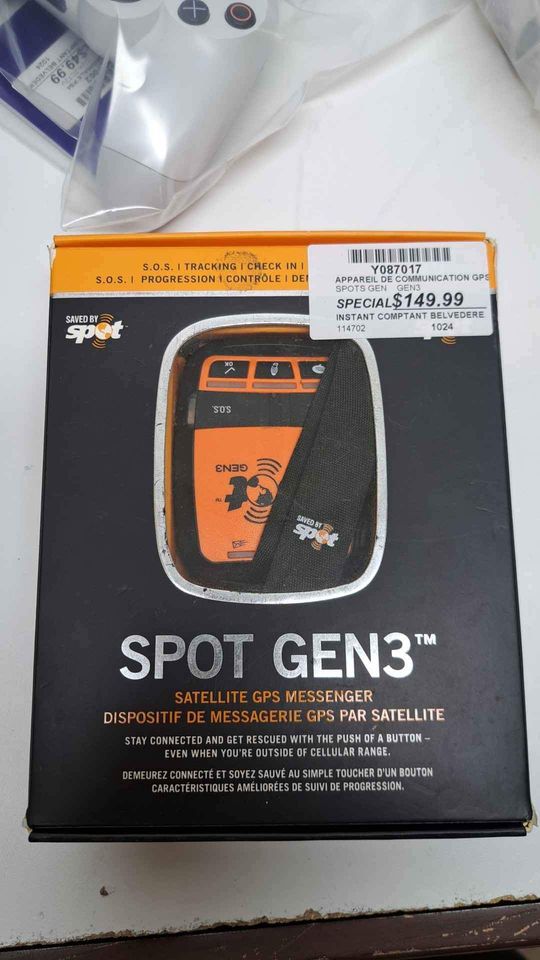 $49.99
1024
S.O.S. | TRACKING | CHECK IN |
S.O.S. | PROGRESSION | CONTRÔLE |
Y087017
APPAREIL DE COMMUNICATION GPS
SPOTS GEN GEN3
SPECIAL $149.99
INSTANT COMPTANT BELVEDERE
114702 1024
SAVED BY
spot
OK
S.O.S.
GEN3
SAVED BY
spot
SPOT GEN3™
SATELLITE GPS MESSENGER
DISPOSITIF DE MESSAGERIE GPS PAR SATELLITE
STAY CONNECTED AND GET RESCUED WITH THE PUSH OF A BUTTON –
EVEN WHEN YOU'RE OUTSIDE OF CELLULAR RANGE.
DEMEUREZ CONNECTÉ ET SOYEZ SAUVÉ AU SIMPLE TOUCHER D'UN BOUTON
CARACTÉRISTIQUES AMÉLIORÉES DE SUIVI DE PROGRESSION.